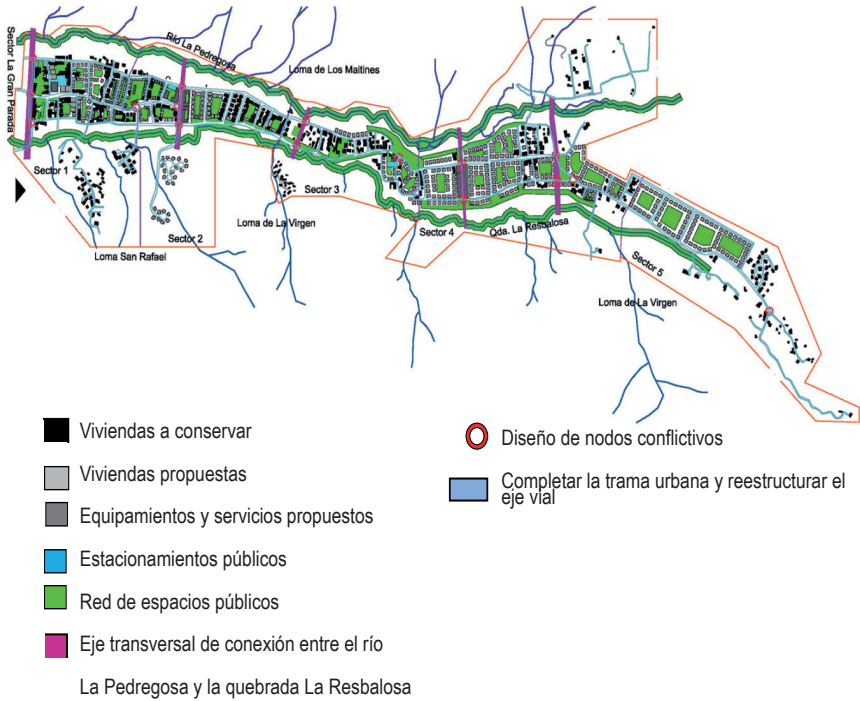 Sector La Gran Parada
Río La Pedregosa
Loma de Los Maitines
Sector 1
Sector 2
Loma San Rafael
Sector 3
Loma de La Virgen
Sector 4
Qda. La Resbalosa
Sector 5
Loma de La Virgen
Viviendas a conservar
Viviendas propuestas
Equipamientos y servicios propuestos
Estacionamientos públicos
Red de espacios públicos
Eje transversal de conexión entre el río
La Pedregosa y la quebrada La Resbalosa
Diseño de nodos conflictivos
Completar la trama urbana y reestructurar el
eje vial